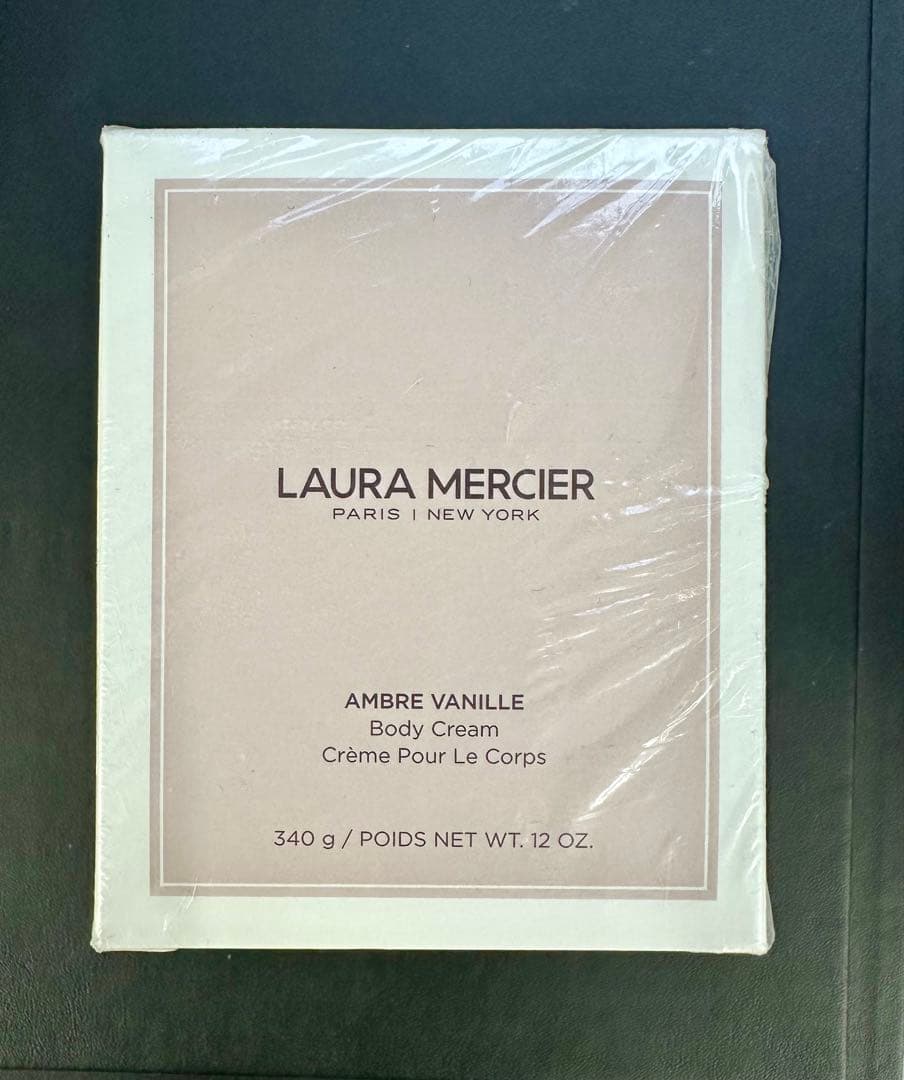 LAURA MERCIER
PARIS | NEW YORK
AMBRE VANILLE
Body Cream
Crème Pour Le Corps
340 g / POIDS NET WT. 12 OZ.